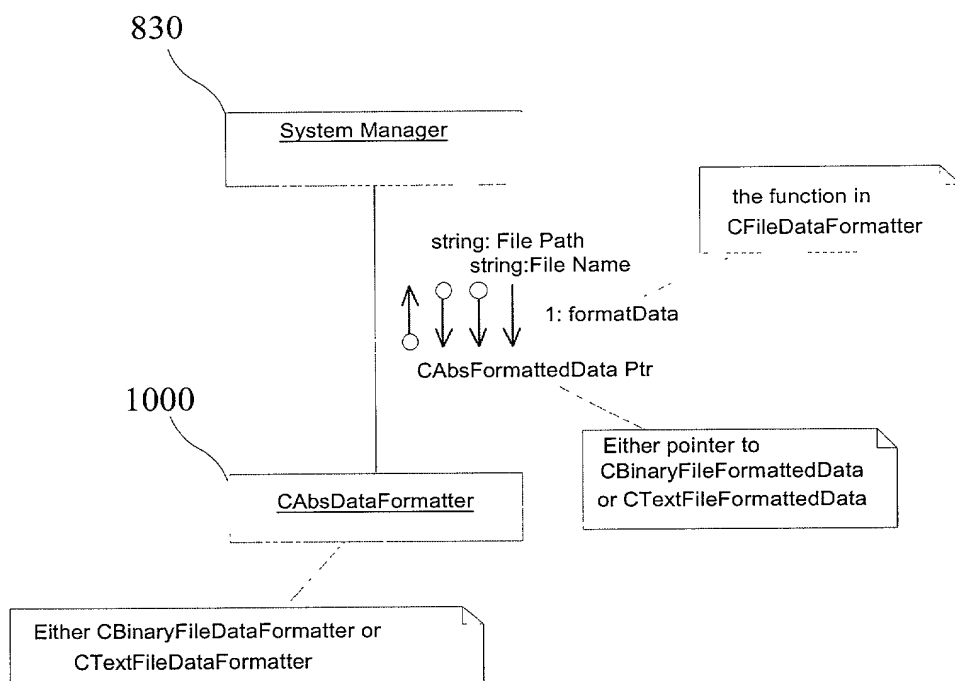 830
System Manager
the function in
CFileDataFormatter
string: File Path
string:File Name
1: formatData
CAbsFormattedData Ptr
1000
Either pointer to
CBinaryFileFormattedData
or CTextFileFormattedData
CAbsDataFormatter
Either CBinaryFileDataFormatter or
CTextFileDataFormatter